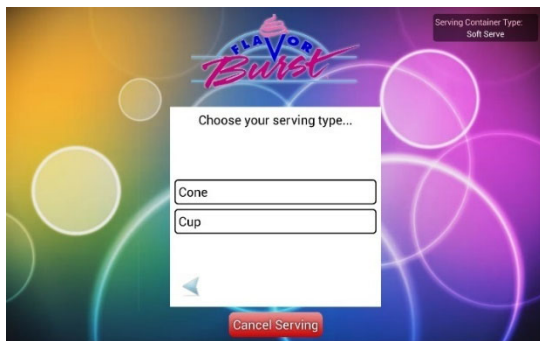 Serving Container Type:
Soft Serve
FLAVOR
Burst
Choose your serving type...
Cone
Cup
Cancel Serving